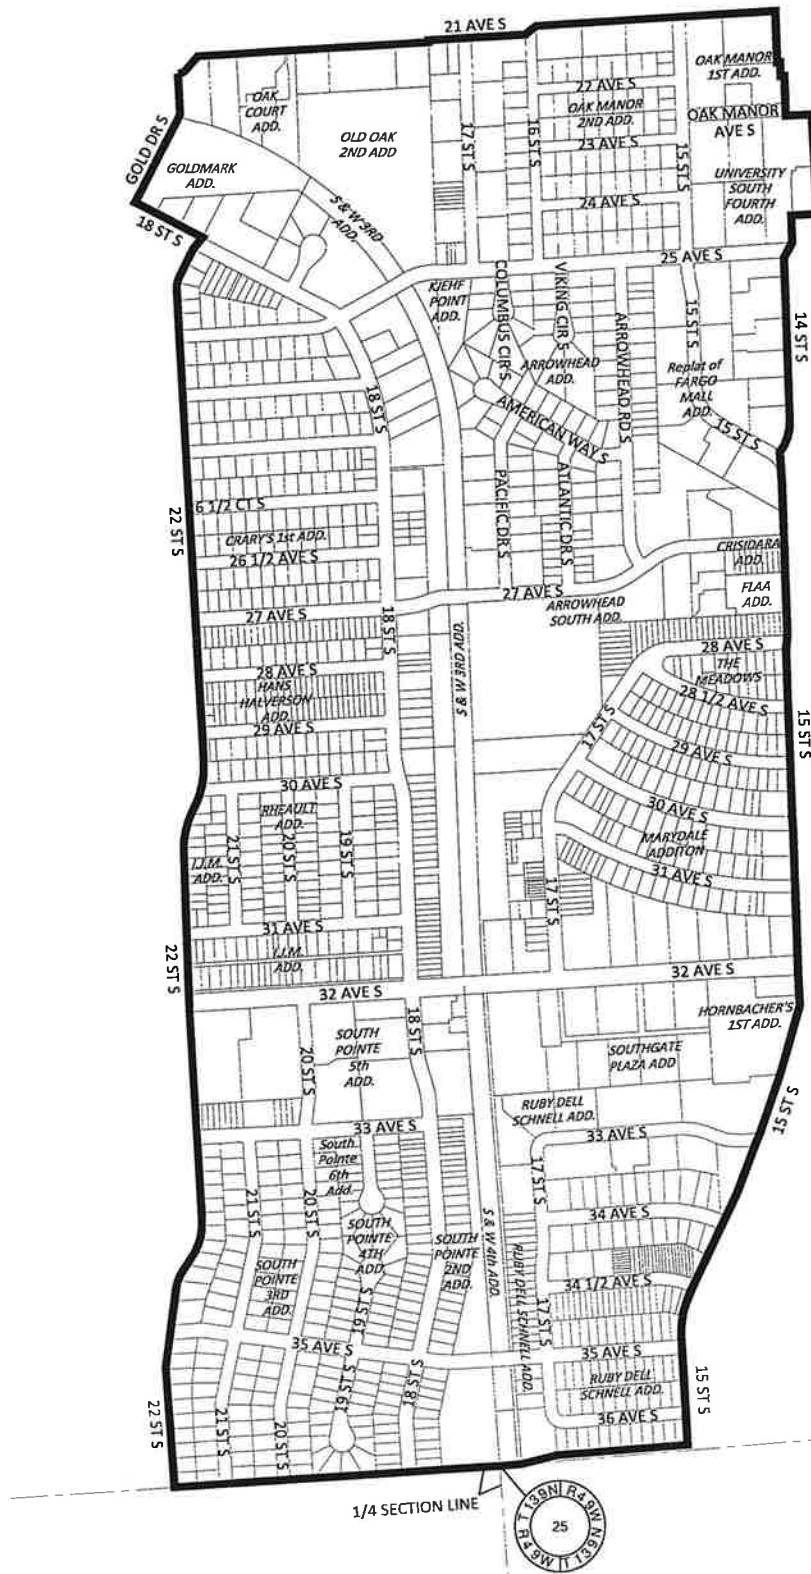 21 AVE S
OAK MANOR
1ST ADD.
22 AVE S
OAK
COURT
ADD.
OAK MANOR
2ND ADD.
OAK MANOR
AVE S
OLD OAK
2ND ADD
17 ST S
16 ST S
23 AVE S
15 ST S
GOLD DR S
GOLDMARK
ADD.
UNIVERSITY
SOUTH
FOURTH
ADD.
24 AVE S
S & W 3RD
ADD.
18 ST S
25 AVE S
KJEHF
POINT
ADD.
COLUMBUS CIR S
VIKING CIR S
ARROWHEAD RD S
15 ST S
14 ST S
ARROWHEAD
ADD.
Replat of
FARGO
MALL
ADD.
18 ST S
AMERICAN WAY S
15 ST S
PACIFIC DR S
ATLANTIC DR S
22 ST S
6 1/2 CT S
CRARY'S 1st ADD.
26 1/2 AVE S
CRISIDARA
ADD.
FLAA
ADD.
27 AVE S
27 AVE S
ARROWHEAD
SOUTH ADD.
18 ST S
S & W 3RD ADD.
28 AVE S
THE
MEADOWS
28 AVE S
HANS
HALVERSON
ADD.
28 1/2 AVE S
17 ST S
15 ST S
29 AVE S
29 AVE S
30 AVE S
30 AVE S
RHEAULT
ADD.
21 ST S
20 ST S
19 ST S
MARYDALE
ADDITON
I.J.M.
ADD.
31 AVE S
17 ST S
31 AVE S
I.J.M.
ADD.
22 ST S
32 AVE S
32 AVE S
18 ST S
HORNBACHER'S
1ST ADD.
20 ST S
SOUTH
POINTE
5th
ADD.
SOUTHGATE
PLAZA ADD
RUBY DELL
SCHNELL ADD.
15 ST S
33 AVE S
33 AVE S
South
Pointe
6th
Add.
17 ST S
21 ST S
20 ST S
34 AVE S
SOUTH
POINTE
4TH
ADD.
SOUTH
POINTE
2ND
ADD.
S & W 4th ADD.
RUBY DELL SCHNELL ADD.
SOUTH
POINTE
3RD
ADD.
34 1/2 AVE S
19 ST S
17 ST S
35 AVE S
35 AVE S
RUBY DELL
SCHNELL ADD.
15 ST S
22 ST S
21 ST S
20 ST S
19 ST S
18 ST S
36 AVE S
1/4 SECTION LINE
T 139N R49W
25
R49W T139N